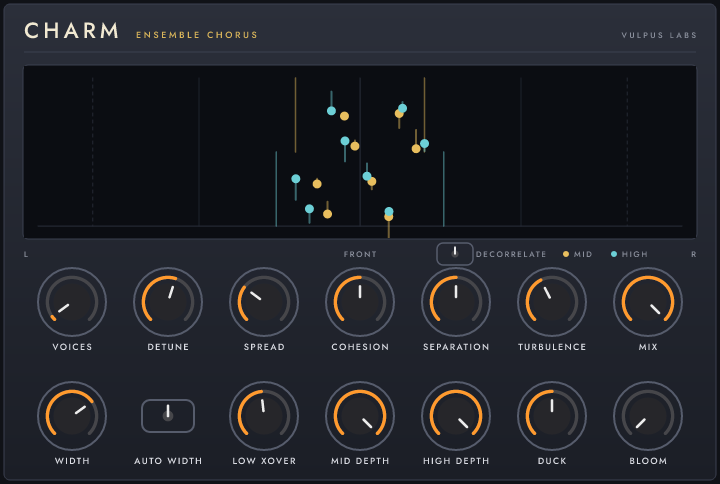 CHARM ENSEMBLE CHORUS VULPUS LABS
L FRONT DECORRELATE MID HIGH R
VOICES DETUNE SPREAD COHESION SEPARATION TURBULENCE MIX
WIDTH AUTO WIDTH LOW XOVER MID DEPTH HIGH DEPTH DUCK BLOOM